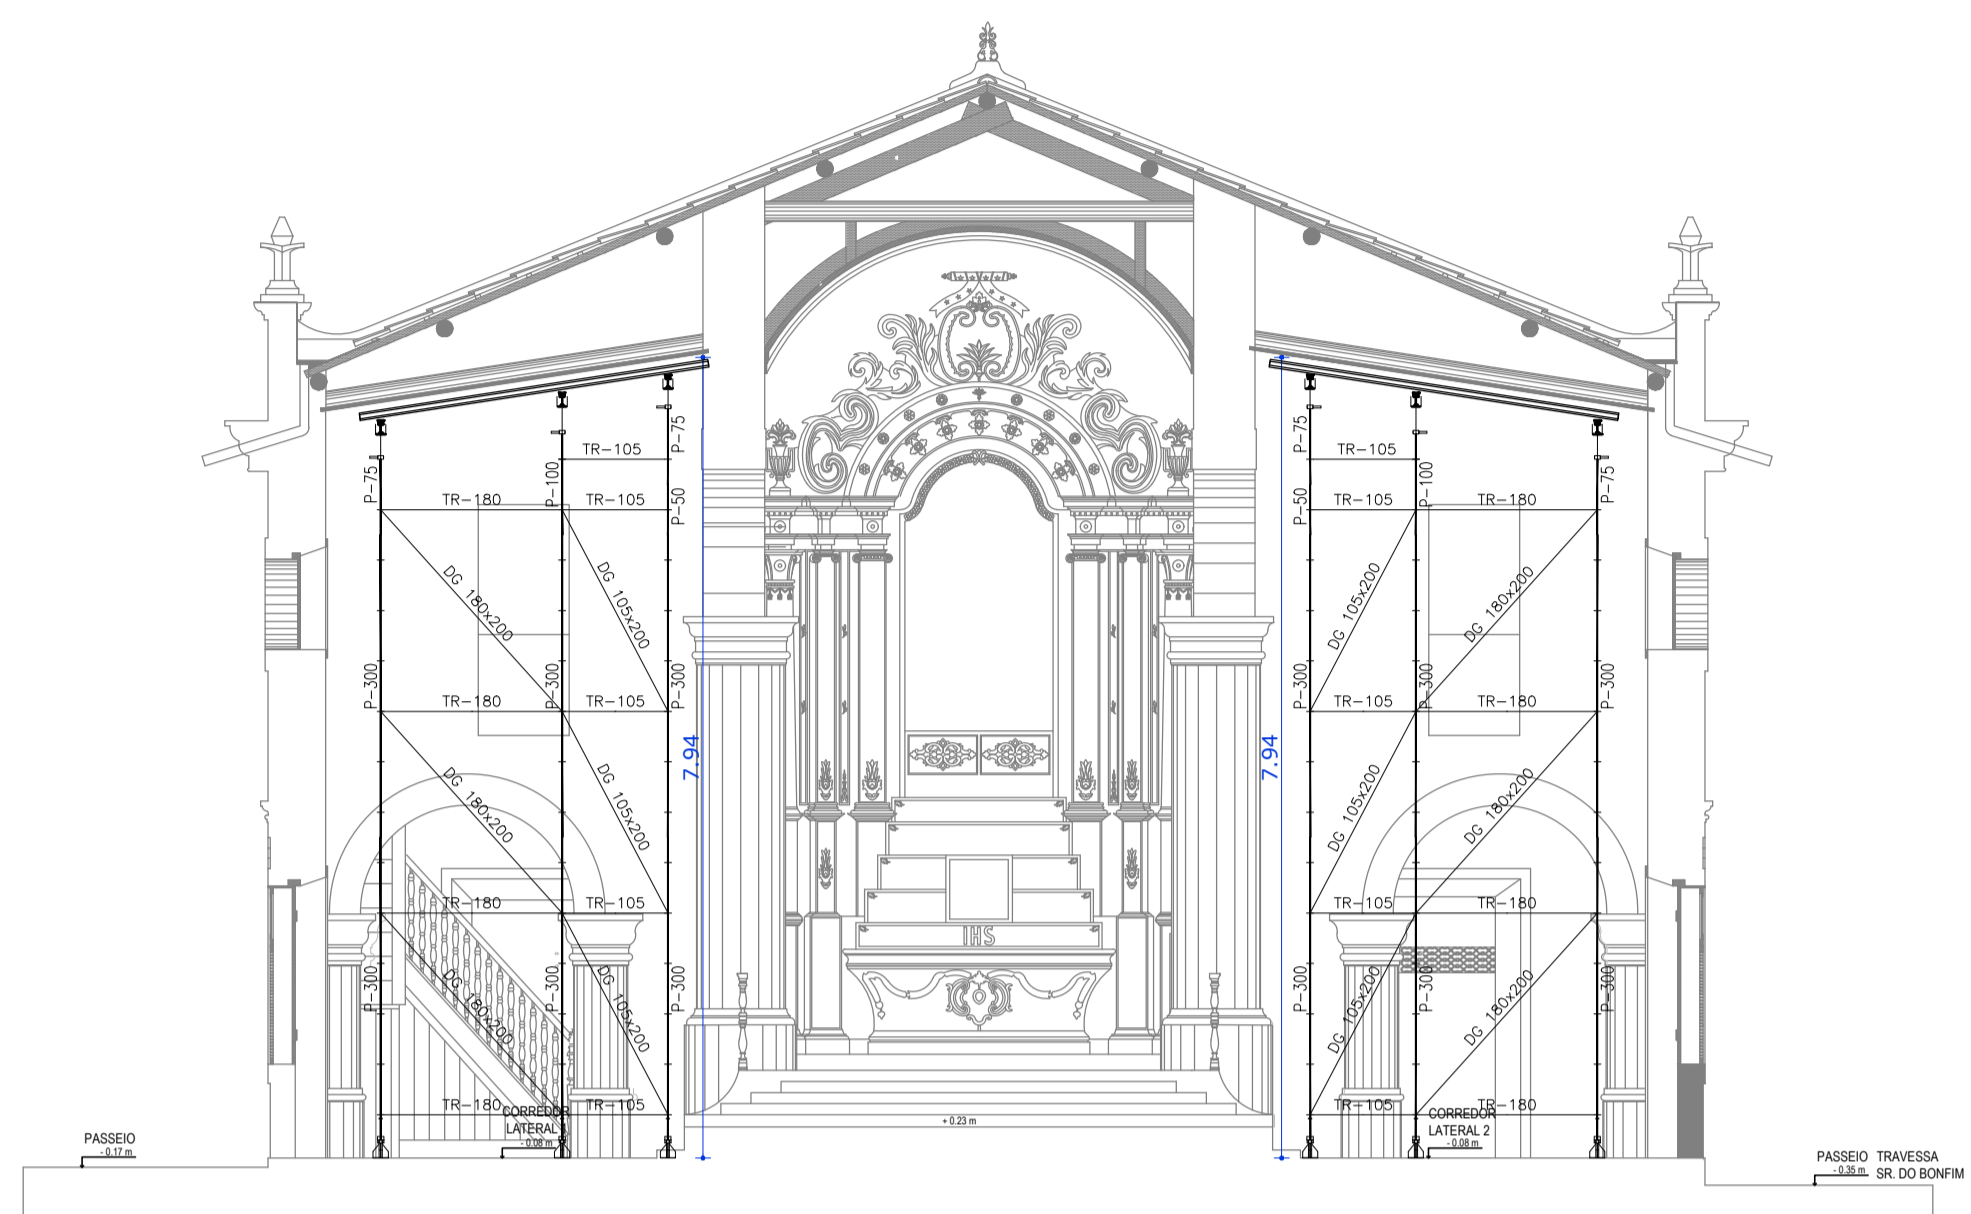 TR-105
TR-105
P-75
P-75
P-75
P-100
TR-180
TR-105
P-50
P-50
TR-105
P-100
TR-180
P-75
DG 180x200
DG 105x200
DG 105x200
DG 180x200
P-300
TR-180
P-300
TR-105
P-300
P-300
TR-105
P-300
TR-180
P-300
7.94
7.94
DG 180x200
DG 105x200
DG 105x200
DG 180x200
TR-180
TR-105
TR-105
TR-180
IHS
P-300
DG 180x200
P-300
DG 105x200
P-300
P-300
DG 105x200
P-300
DG 180x200
P-300
TR-180
TR-105
TR-105
TR-180
CORREDOR
LATERAL 1
- 0.08 m
+ 0.23 m
CORREDOR
LATERAL 2
- 0.08 m
PASSEIO
- 0.17 m
PASSEIO
- 0.35 m
TRAVESSA
SR. DO BONFIM